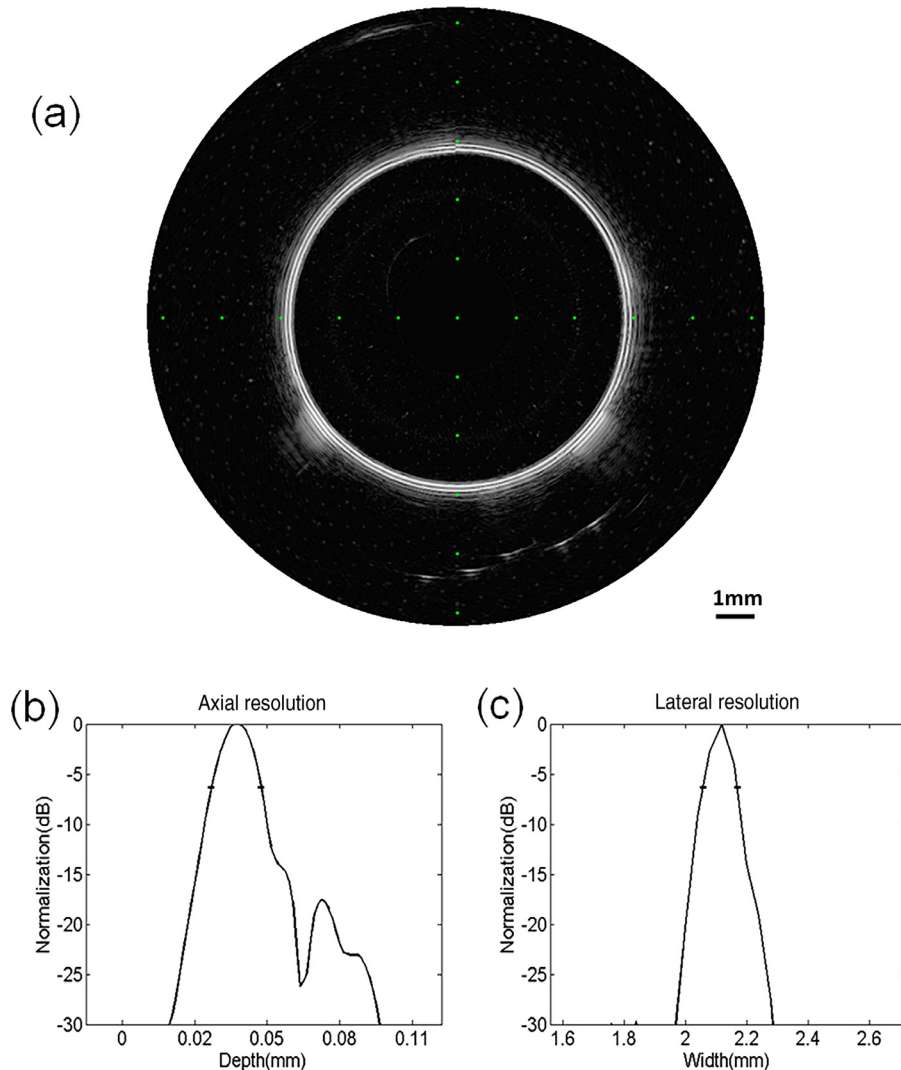 (a)
1mm
(b)
Axial resolution
Normalization(dB)
0
-5
-10
-15
-20
-25
-30
0 0.02 0.05 0.08 0.11
Depth(mm)
(c)
Lateral resolution
Normalization(dB)
0
-5
-10
-15
-20
-25
-30
1.6 1.8 2 2.2 2.4 2.6
Width(mm)